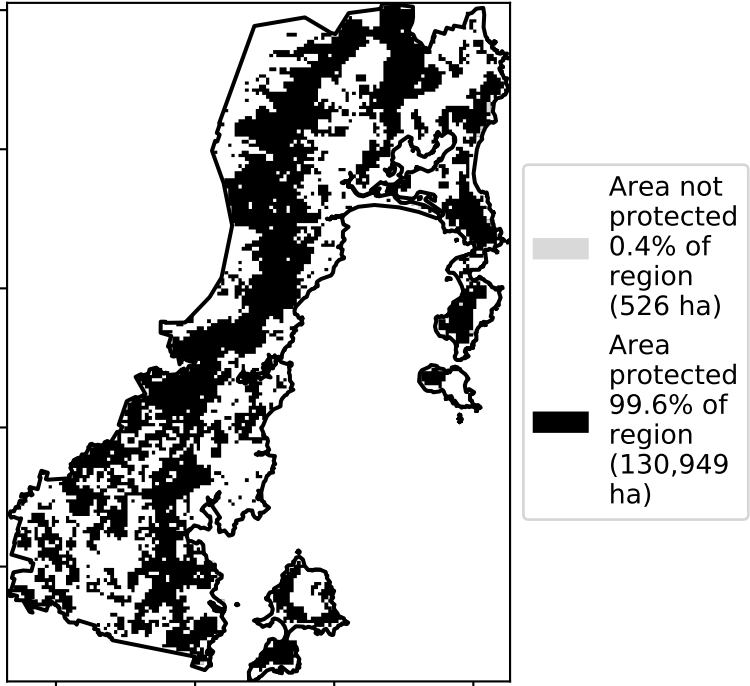 Area not
protected
0.4% of
region
(526 ha)
Area
protected
99.6% of
region
(130,949
ha)